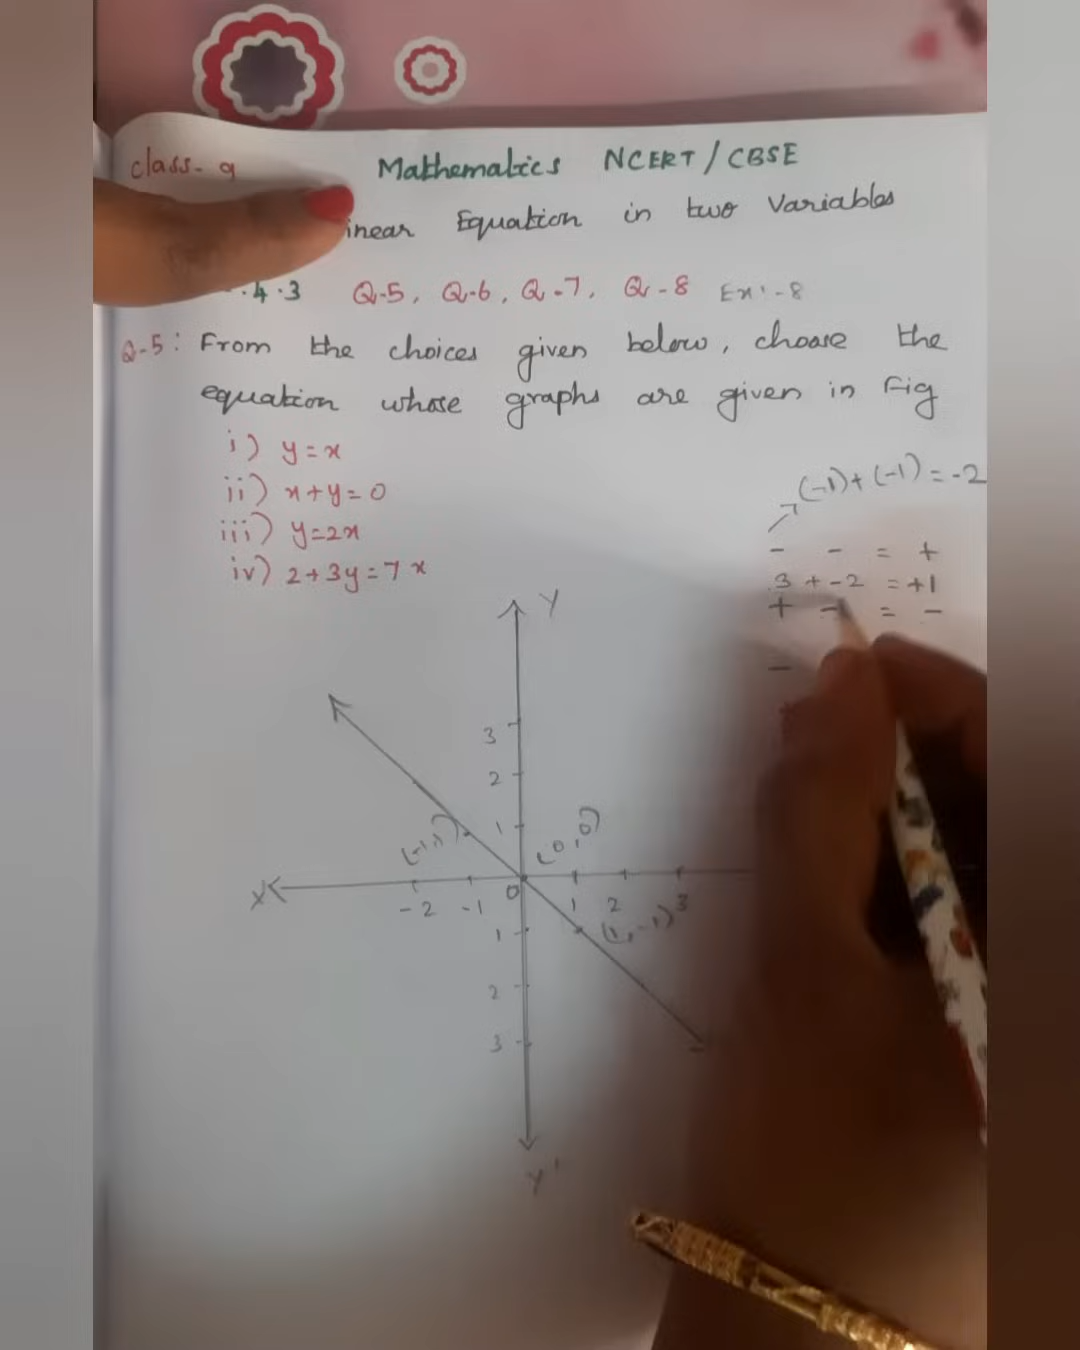 class-9 Mathematics NCERT/CBSE
inear Equation in two Variables
.4.3 Q-5, Q-6, Q-7, Q-8 Ex:-8
Q-5: From the choices given below, choose the
equation whose graphs are given in Fig
i) y=x
ii) x+y=0
iii) y=2x
iv) 2+3y=7x
(-1)+(-1)=-2
- - = +
3 + -2 = +1
+ - = -
-
+
Y
3
2
1
(-1,1)
(0,0)
X
0
-2 -1 1 2 3
(1,-1)
1
2
3
Y'